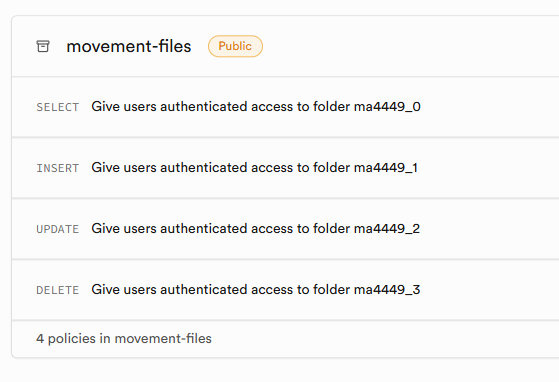 movement-files Public
SELECT Give users authenticated access to folder ma4449_0
INSERT Give users authenticated access to folder ma4449_1
UPDATE Give users authenticated access to folder ma4449_2
DELETE Give users authenticated access to folder ma4449_3
4 policies in movement-files